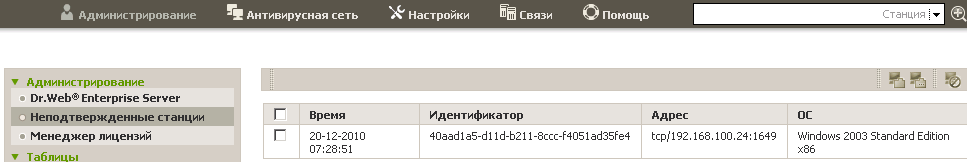 Администрирование Антивирусная сеть Настройки Связи Помощь Станция
Администрирование
Dr.Web® Enterprise Server
Неподтвержденные станции
Менеджер лицензий
Таблицы
Время Идентификатор Адрес ОС
20-12-2010 40aad1a5-d11d-b211-8ccc-f4051ad35fe4 tcp/192.168.100.24:1649 Windows 2003 Standard Edition
07:28:51 x86